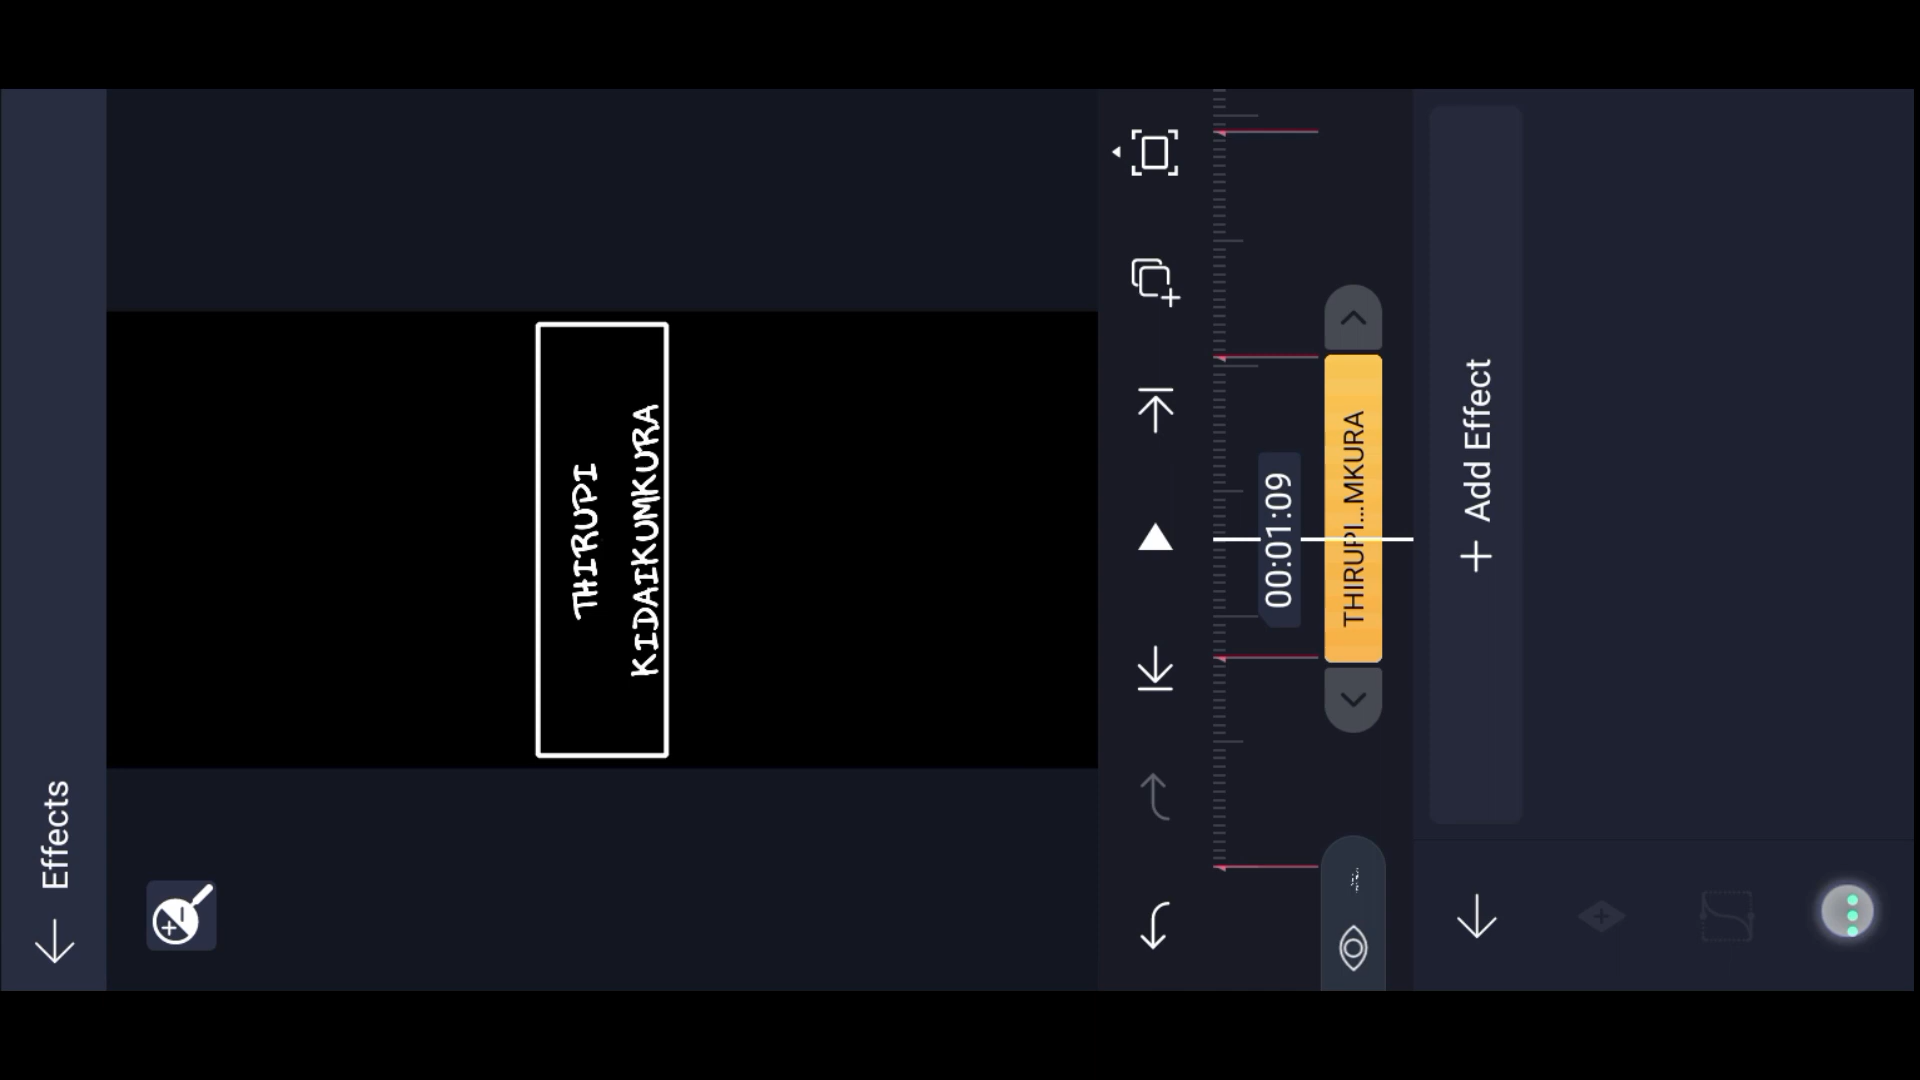 Effects
THIRUPI
KIDAIKUMKURA
00:01:09
THIRUPI...MKURA
+ Add Effect